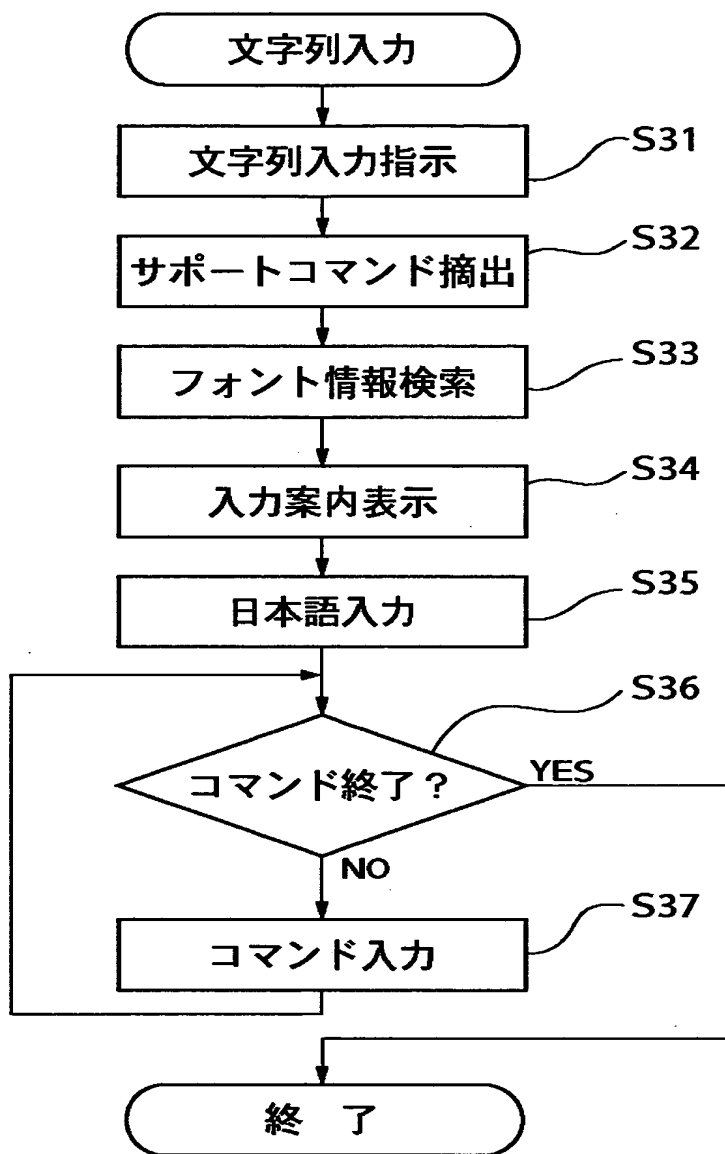 文字列入力
文字列入力指示
S31
サポートコマンド摘出
S32
フォント情報検索
S33
入力案内表示
S34
日本語入力
S35
コマンド終了？
S36
YES
NO
コマンド入力
S37
終　了